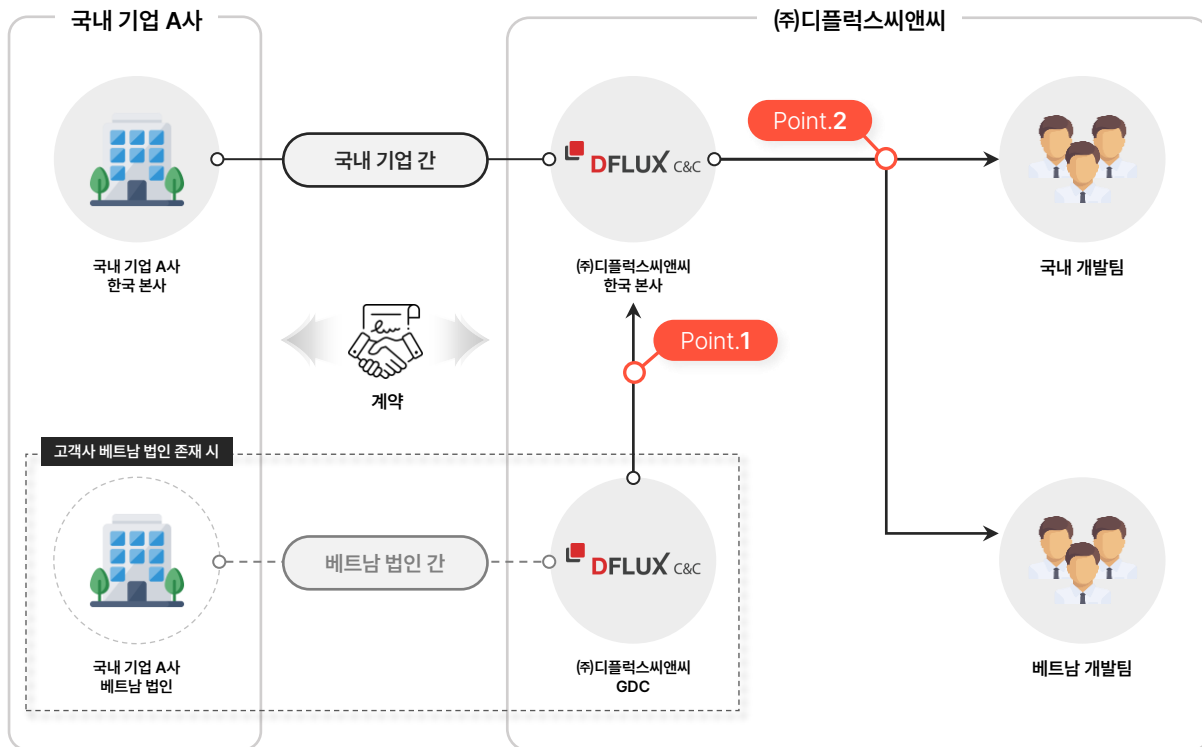 국내 기업 A사
(주)디플럭스씨앤씨
Point.2
국내 기업 간
DFLUX C&C
국내 기업 A사
한국 본사
(주)디플럭스씨앤씨
한국 본사
국내 개발팀
Point.1
계약
고객사 베트남 법인 존재 시
베트남 법인 간
DFLUX C&C
국내 기업 A사
베트남 법인
(주)디플럭스씨앤씨
GDC
베트남 개발팀